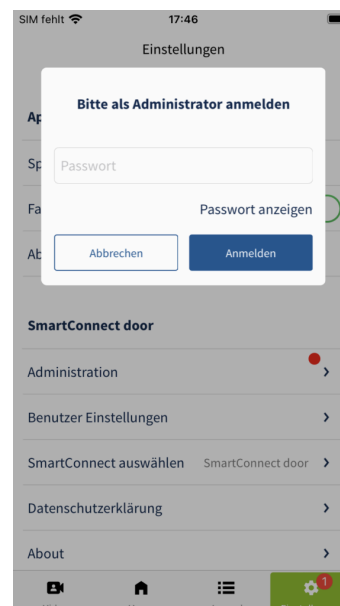 SIM fehlt 17:46
Einstellungen
Bitte als Administrator anmelden
Passwort
Passwort anzeigen
Abbrechen Anmelden
SmartConnect door
Administration
Benutzer Einstellungen
SmartConnect auswählen SmartConnect door
Datenschutzerklärung
About
1